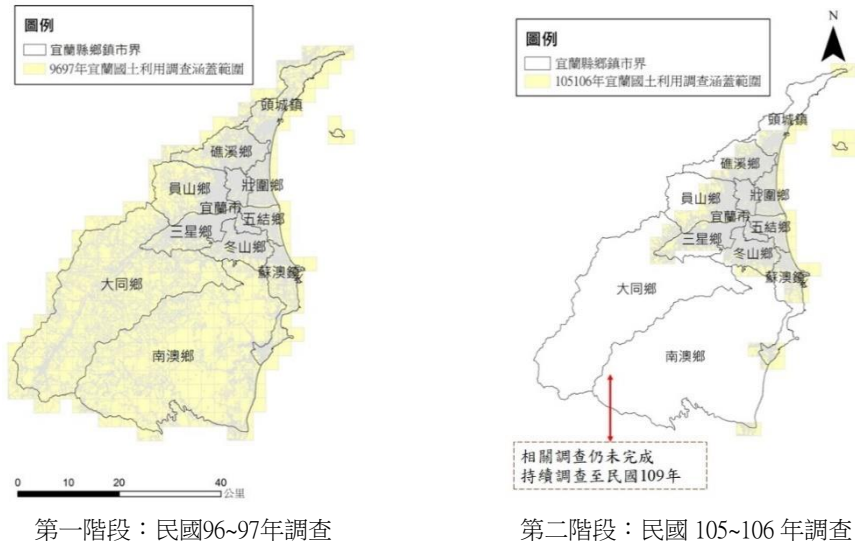 圖例
宜蘭縣鄉鎮市界
9697年宜蘭國土利用調查涵蓋範圍
頭城鎮
礁溪鄉
員山鄉
壯圍鄉
宜蘭市
五結鄉
三星鄉
冬山鄉
蘇澳鎮
大同鄉
南澳鄉
0 10 20 40
公里
第一階段：民國96~97年調查
N
圖例
宜蘭縣鄉鎮市界
105106年宜蘭國土利用調查涵蓋範圍
頭城鎮
礁溪鄉
員山鄉
壯圍鄉
宜蘭市
五結鄉
三星鄉
冬山鄉
蘇澳鎮
大同鄉
南澳鄉
相關調查仍未完成
持續調查至民國109年
第二階段：民國 105~106 年調查